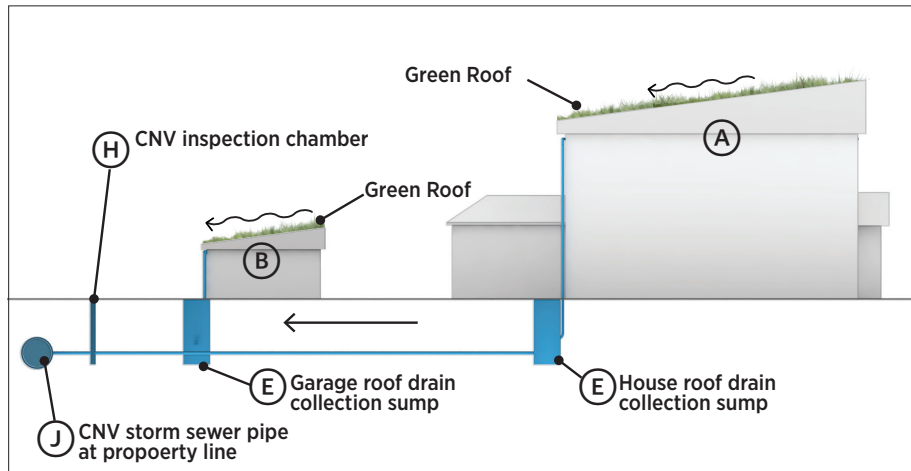 Green Roof
A
H CNV inspection chamber
Green Roof
B
E Garage roof drain
collection sump
E House roof drain
collection sump
J CNV storm sewer pipe
at propoerty line